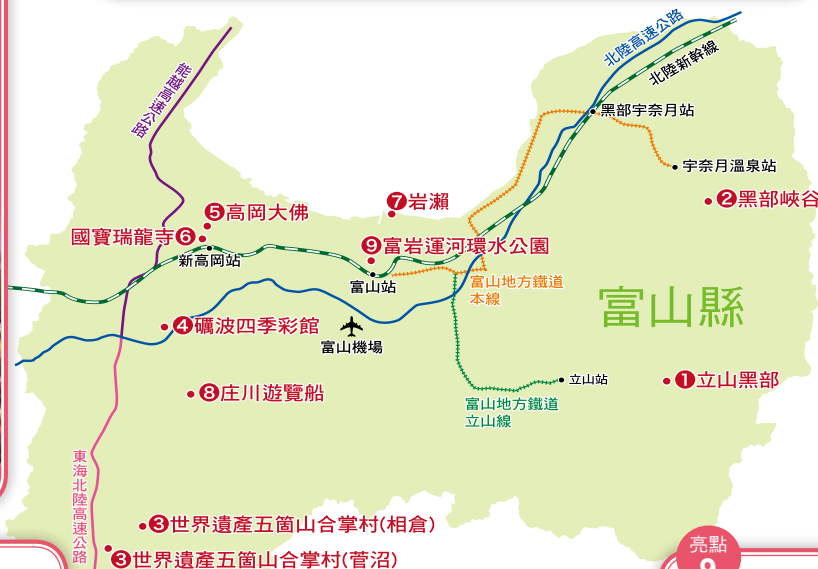 北陸高速公路
北陸新幹線
能越高速公路
黑部宇奈月站
宇奈月溫泉站
❷黑部峽谷
❼岩瀨
❺高岡大佛
國寶瑞龍寺❻
新高岡站
❾富岩運河環水公園
富山站
富山地方鐵道
本線
富山縣
❹礪波四季彩館
富山機場
❶立山黑部
立山站
❽庄川遊覽船
富山地方鐵道
立山線
東海北陸高速公路
❸世界遺產五箇山合掌村(相倉)
❸世界遺產五箇山合掌村(菅沼)
亮點
9